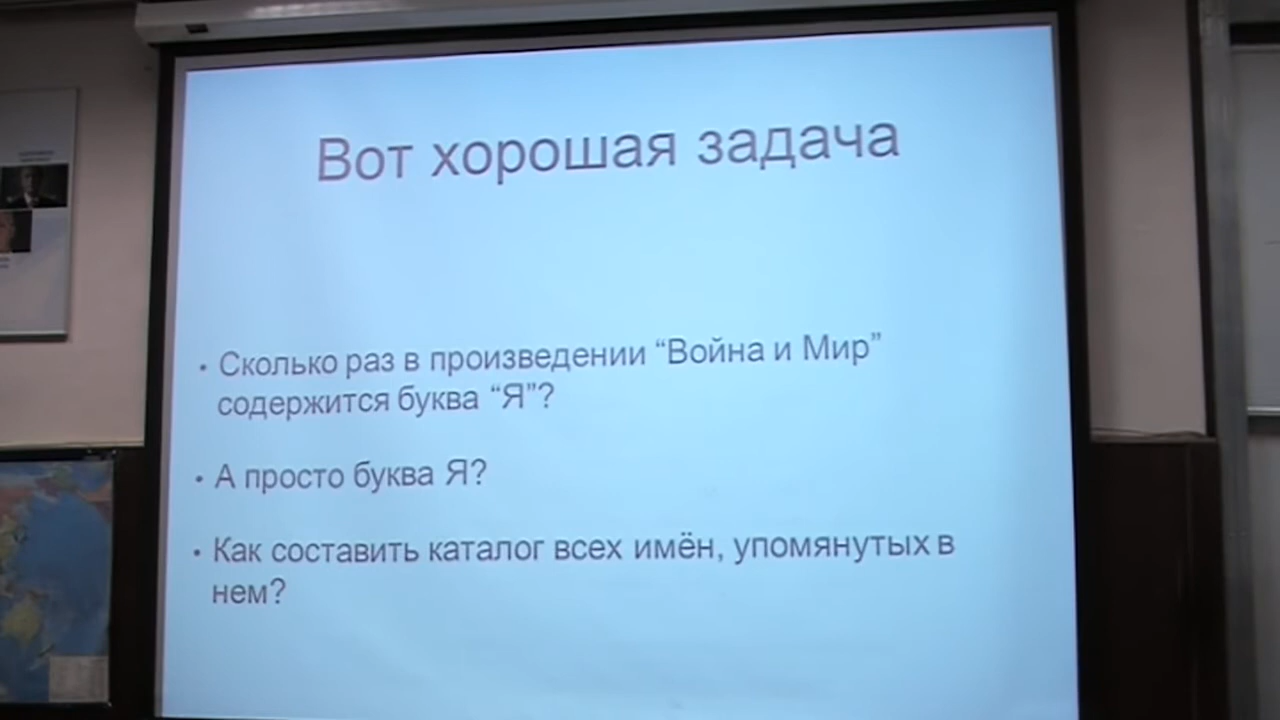 Вот хорошая задача
• Сколько раз в произведении “Война и Мир”
содержится буква “Я”?
• А просто буква Я?
• Как составить каталог всех имён, упомянутых в
нем?